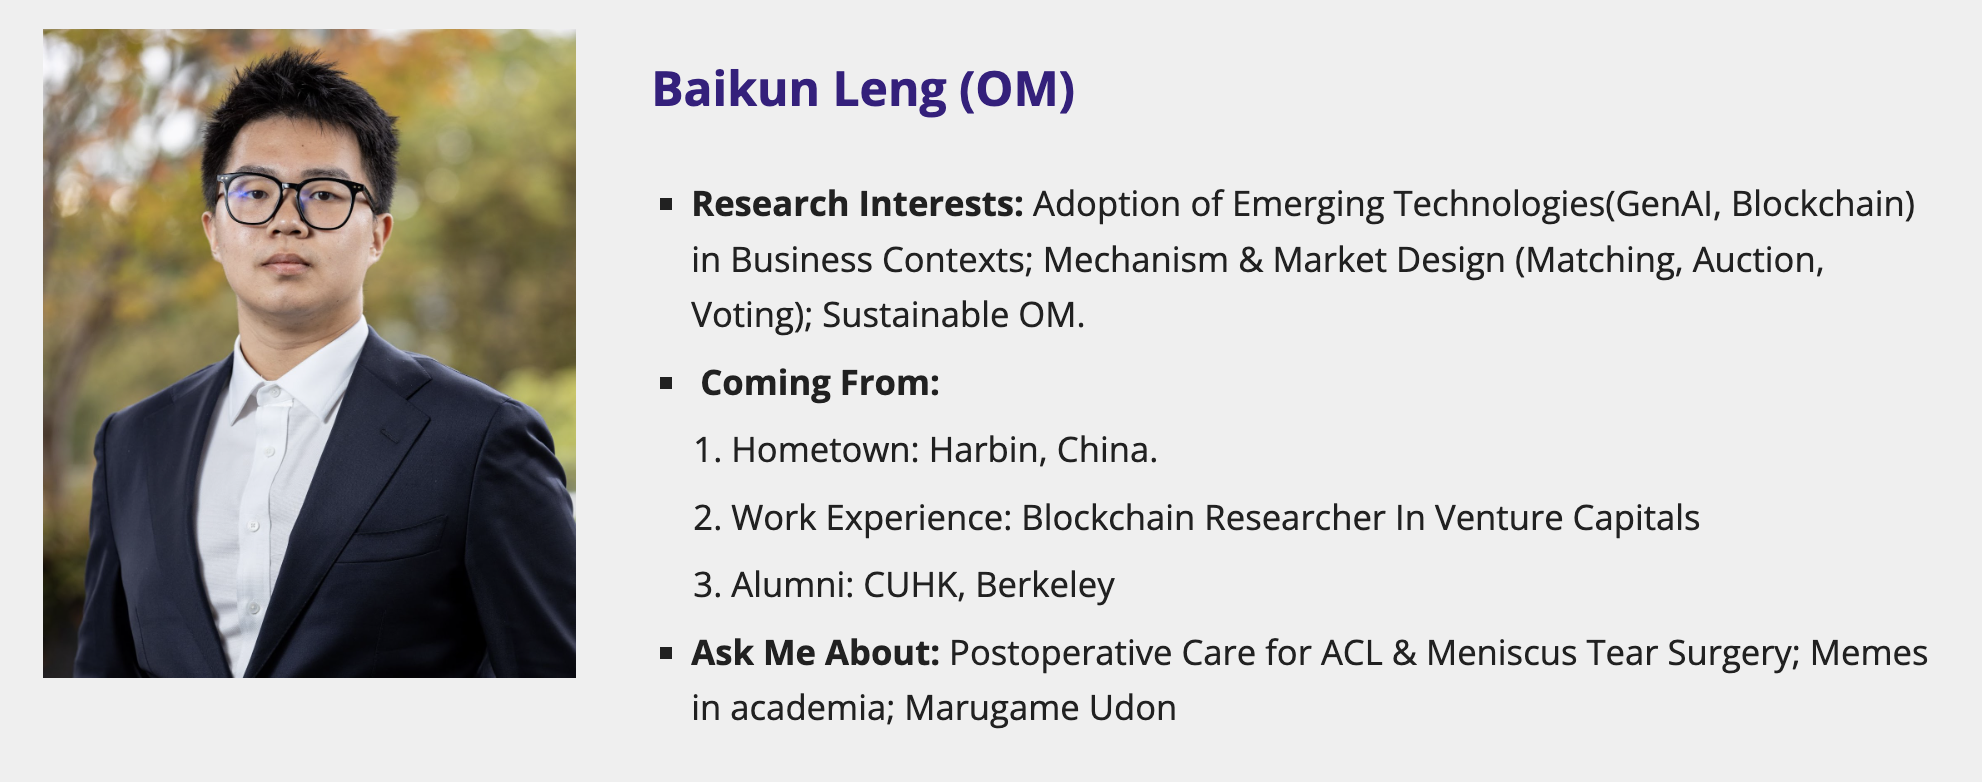 Baikun Leng (OM)
Research Interests: Adoption of Emerging Technologies(GenAI, Blockchain)
in Business Contexts; Mechanism & Market Design (Matching, Auction,
Voting); Sustainable OM.
Coming From:
1. Hometown: Harbin, China.
2. Work Experience: Blockchain Researcher In Venture Capitals
3. Alumni: CUHK, Berkeley
Ask Me About: Postoperative Care for ACL & Meniscus Tear Surgery; Memes
in academia; Marugame Udon